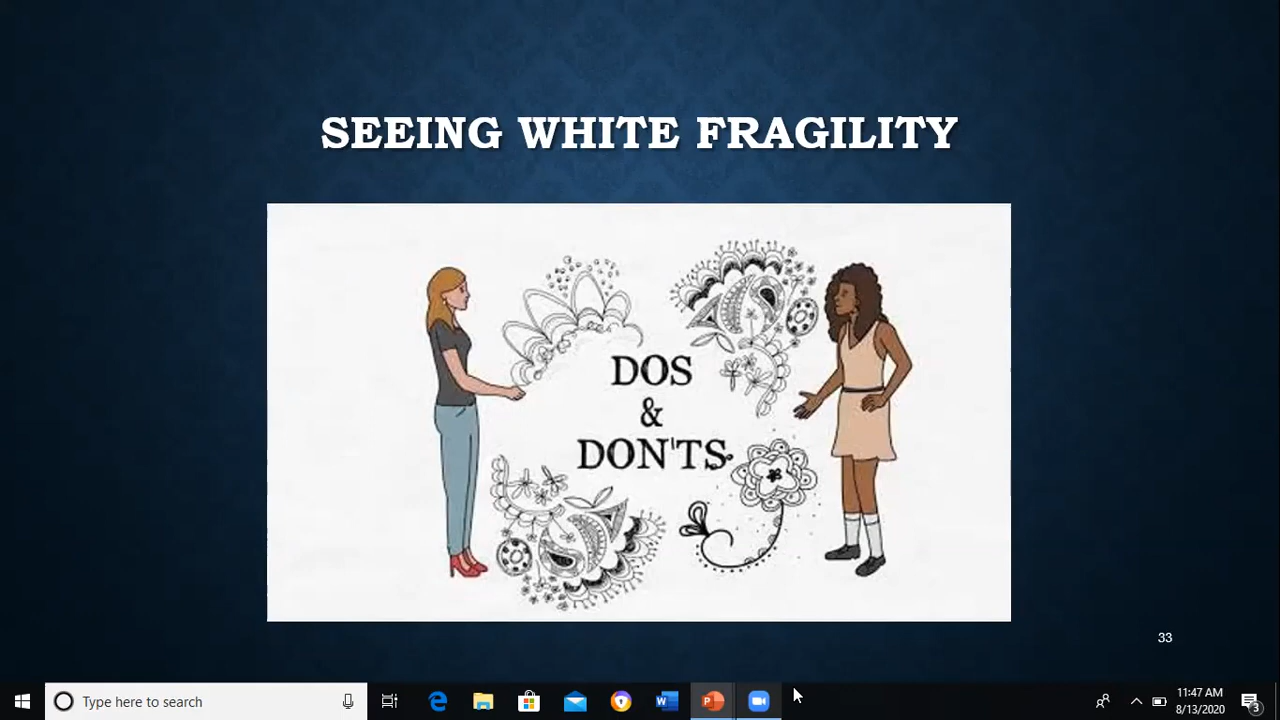 SEEING WHITE FRAGILITY
DOS
&
DON'TS
33
Type here to search
11:47 AM
8/13/2020
3